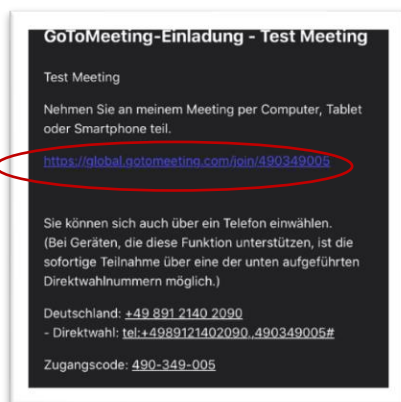 GoToMeeting-Einladung - Test Meeting
Test Meeting
Nehmen Sie an meinem Meeting per Computer, Tablet
oder Smartphone teil.
https://global.gotomeeting.com/join/490349005
Sie können sich auch über ein Telefon einwählen.
(Bei Geräten, die diese Funktion unterstützen, ist die
sofortige Teilnahme über eine der unten aufgeführten
Direktwahlnummern möglich.)
Deutschland: +49 891 2140 2090
- Direktwahl: tel:+4989121402090,,490349005#
Zugangscode: 490-349-005